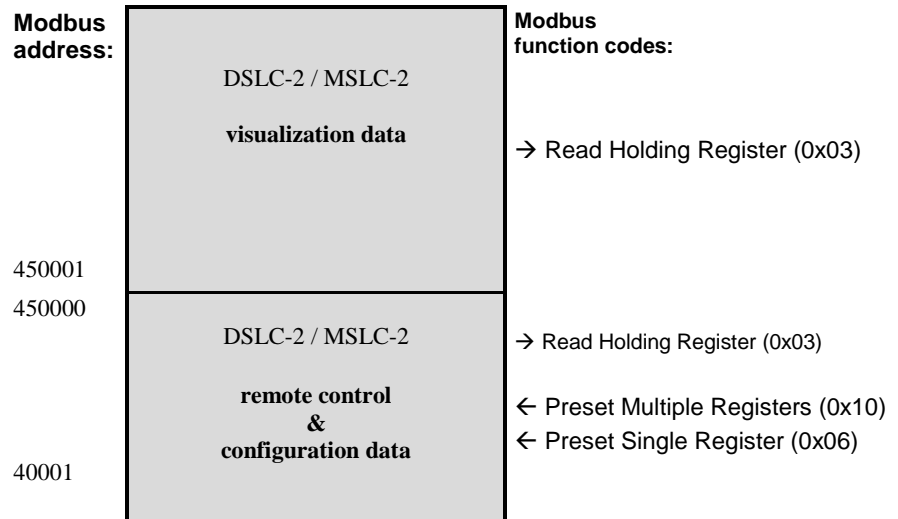 Modbus
address:
Modbus
function codes:
DSLC-2 / MSLC-2
visualization data
→ Read Holding Register (0x03)
450001
450000
DSLC-2 / MSLC-2
→ Read Holding Register (0x03)
remote control
&
configuration data
← Preset Multiple Registers (0x10)
← Preset Single Register (0x06)
40001